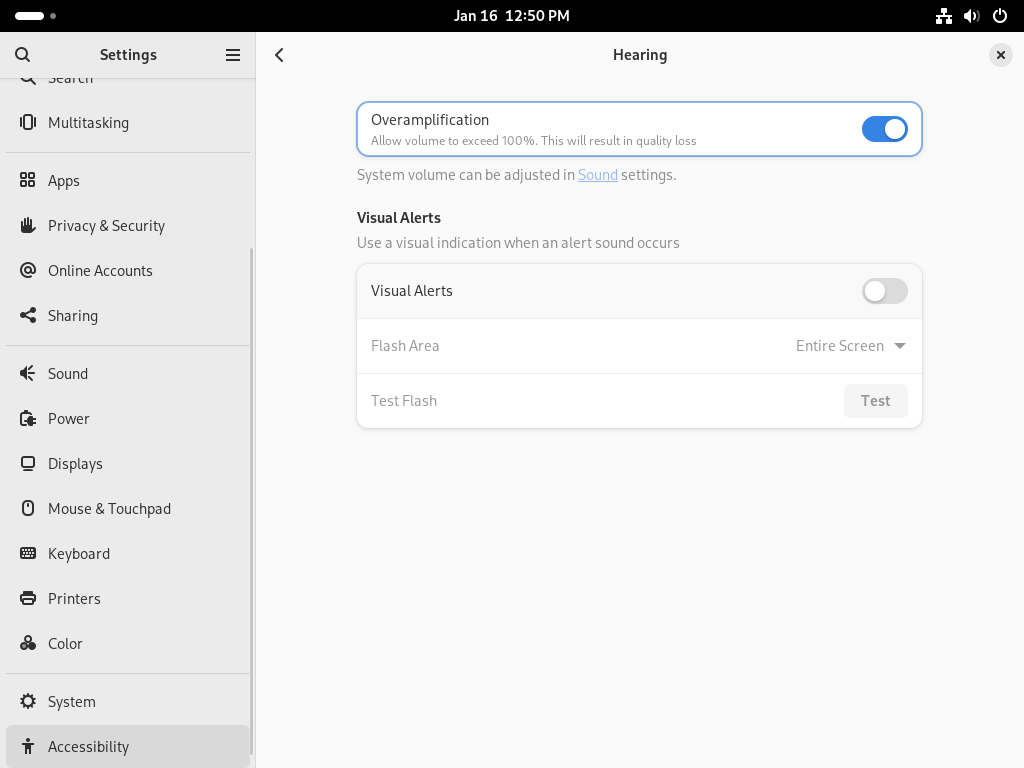 Jan 16 12:50 PM
Settings
Hearing
Search
Multitasking
Apps
Privacy & Security
Online Accounts
Sharing
Sound
Power
Displays
Mouse & Touchpad
Keyboard
Printers
Color
System
Accessibility
Overamplification
Allow volume to exceed 100%. This will result in quality loss
System volume can be adjusted in Sound settings.
Visual Alerts
Use a visual indication when an alert sound occurs
Visual Alerts
Flash Area
Entire Screen
Test Flash
Test